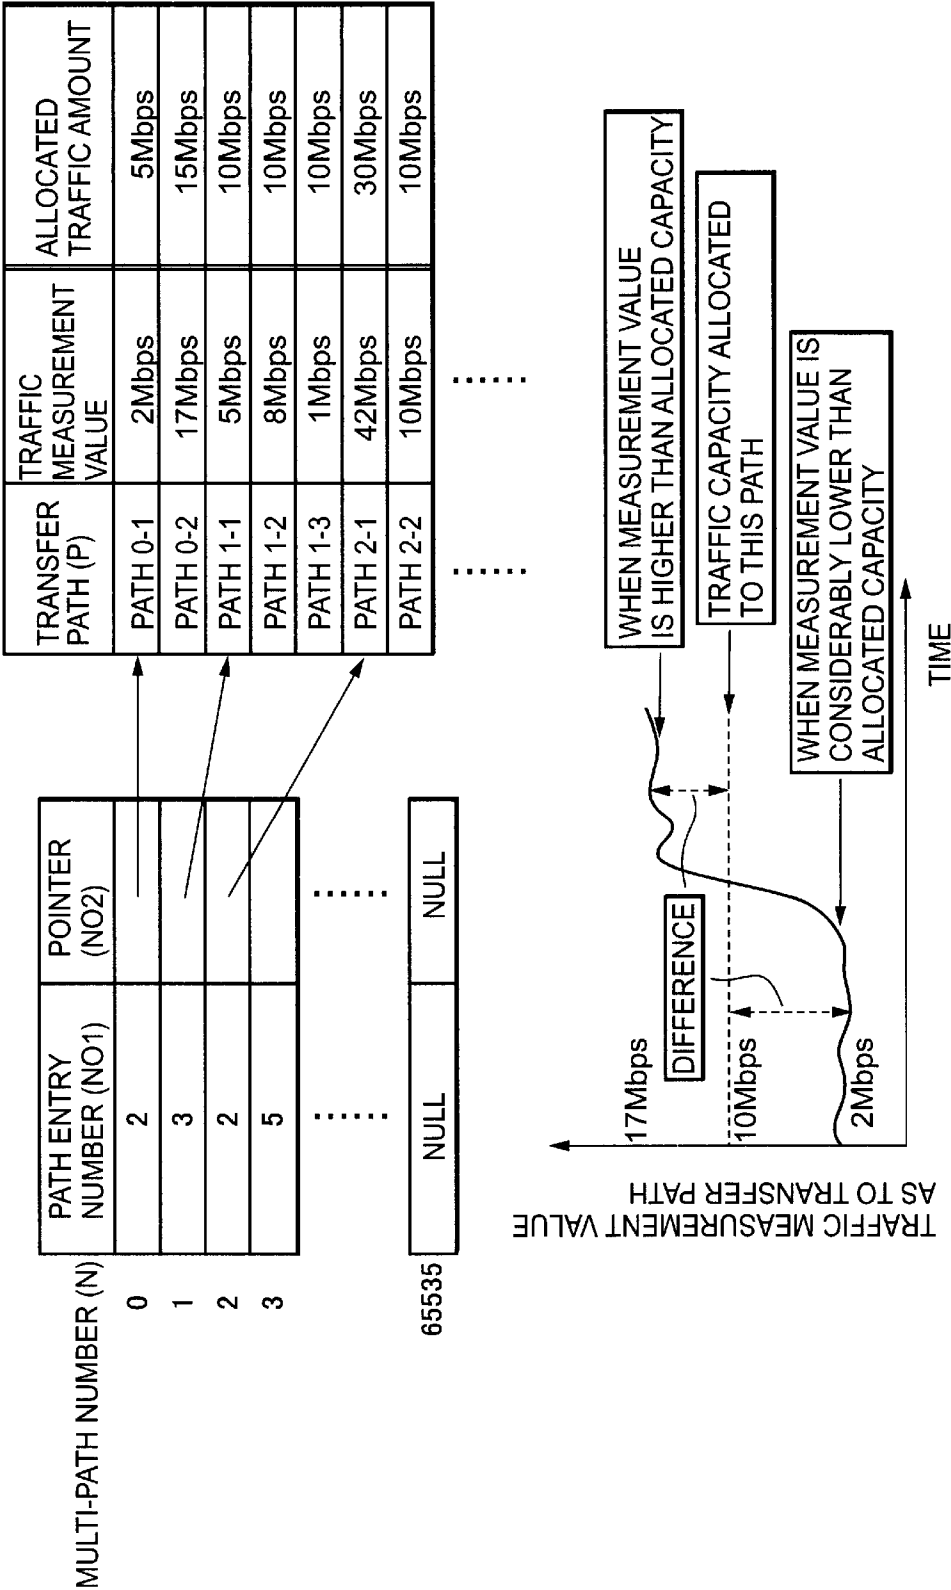 MULTI-PATH NUMBER (N)
PATH ENTRY
NUMBER (NO1)
POINTER
(NO2)
0
2
1
3
2
2
3
5
65535
NULL
NULL
TRANSFER
PATH (P)
TRAFFIC
MEASUREMENT
VALUE
ALLOCATED
TRAFFIC AMOUNT
PATH 0-1
2Mbps
5Mbps
PATH 0-2
17Mbps
15Mbps
PATH 1-1
5Mbps
10Mbps
PATH 1-2
8Mbps
10Mbps
PATH 1-3
1Mbps
10Mbps
PATH 2-1
42Mbps
30Mbps
PATH 2-2
10Mbps
10Mbps
TRAFFIC MEASUREMENT VALUE
AS TO TRANSFER PATH
17Mbps
10Mbps
2Mbps
DIFFERENCE
WHEN MEASUREMENT VALUE
IS HIGHER THAN ALLOCATED CAPACITY
TRAFFIC CAPACITY ALLOCATED
TO THIS PATH
WHEN MEASUREMENT VALUE IS
CONSIDERABLY LOWER THAN
ALLOCATED CAPACITY
TIME